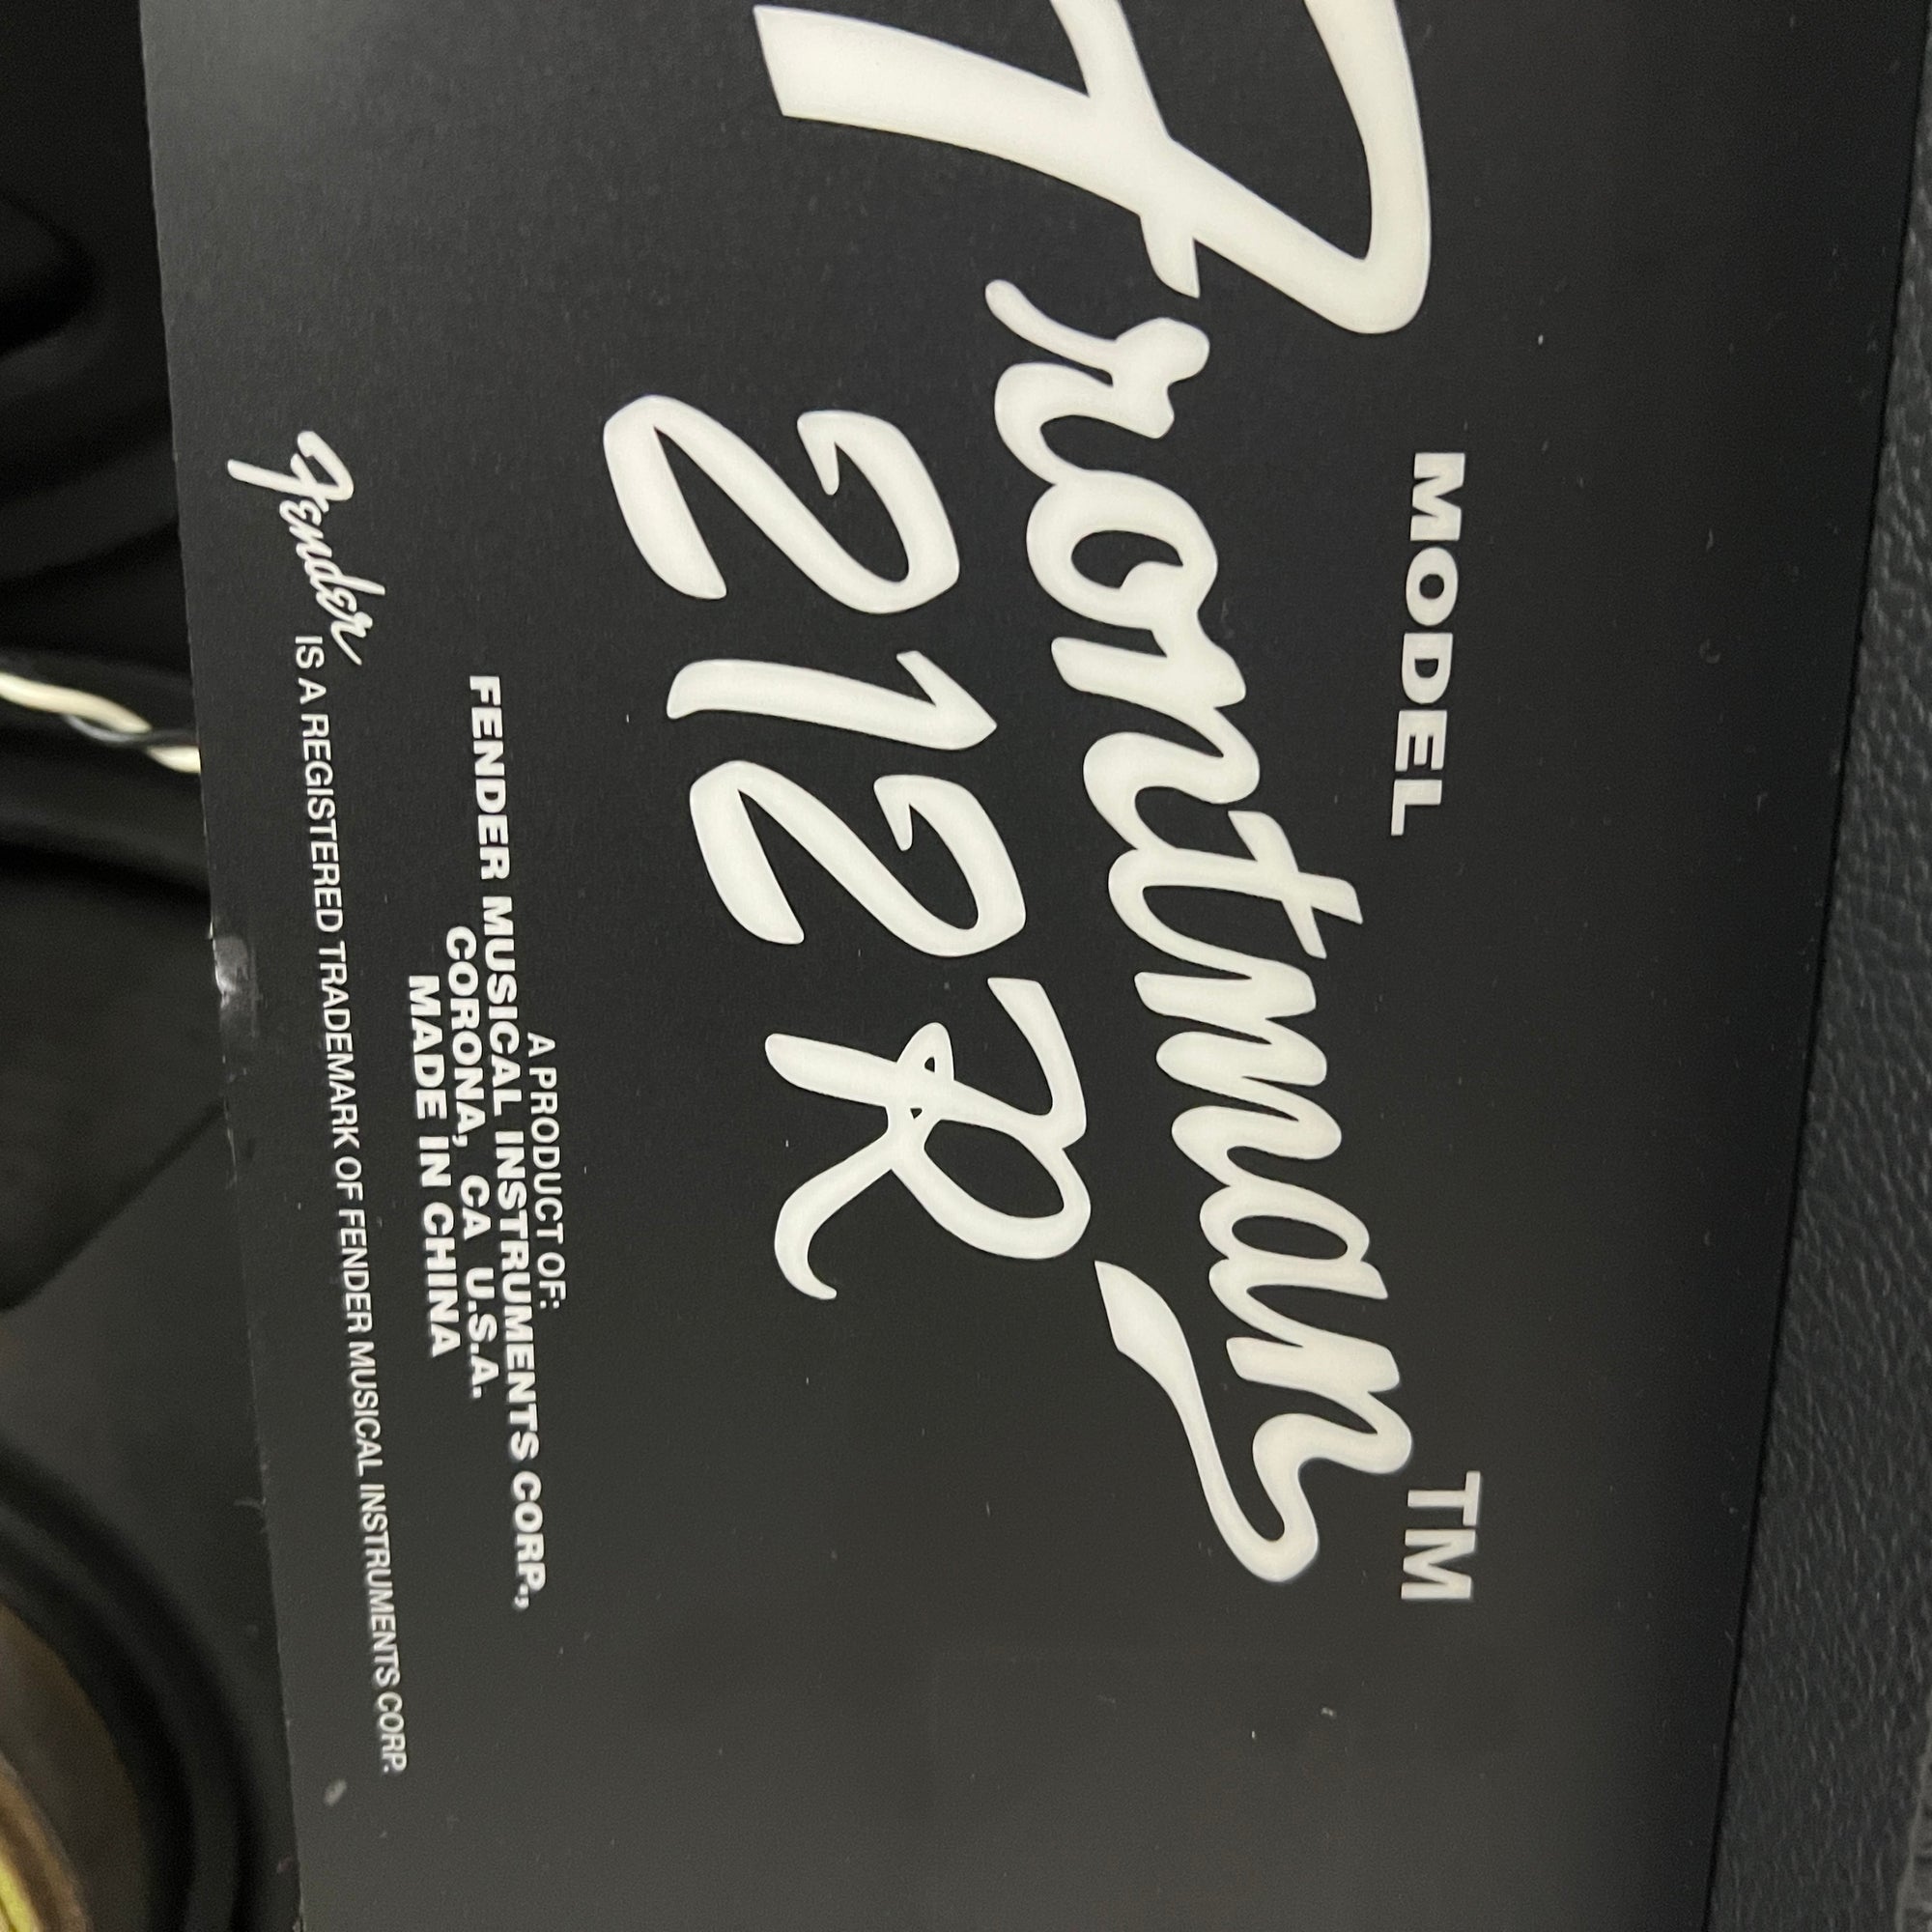 MODEL
Frontman™
212R
A PRODUCT OF:
FENDER MUSICAL INSTRUMENTS CORP.,
CORONA, CA U.S.A.
MADE IN CHINA
Fender IS A REGISTERED TRADEMARK OF FENDER MUSICAL INSTRUMENTS CORP.